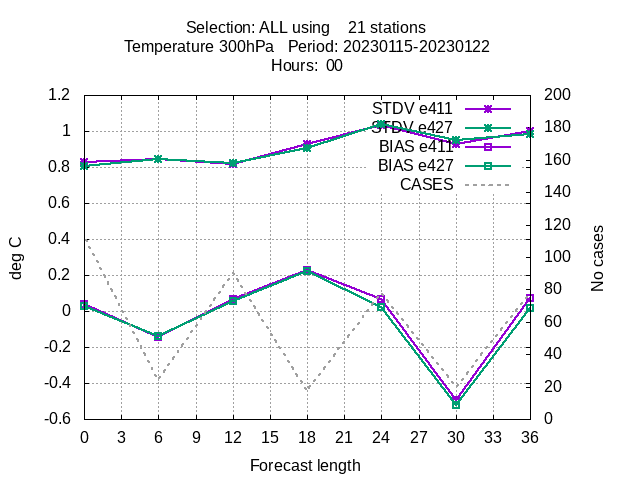 Selection: ALL using 21 stations
Temperature 300hPa Period: 20230115-20230122
Hours: 00
STDV e411
STDV e427
BIAS e411
BIAS e427
CASES
1.2
1
0.8
0.6
0.4
0.2
0
-0.2
-0.4
-0.6
deg C
200
180
160
140
120
100
80
60
40
20
0
No cases
0 3 6 9 12 15 18 21 24 27 30 33 36
Forecast length